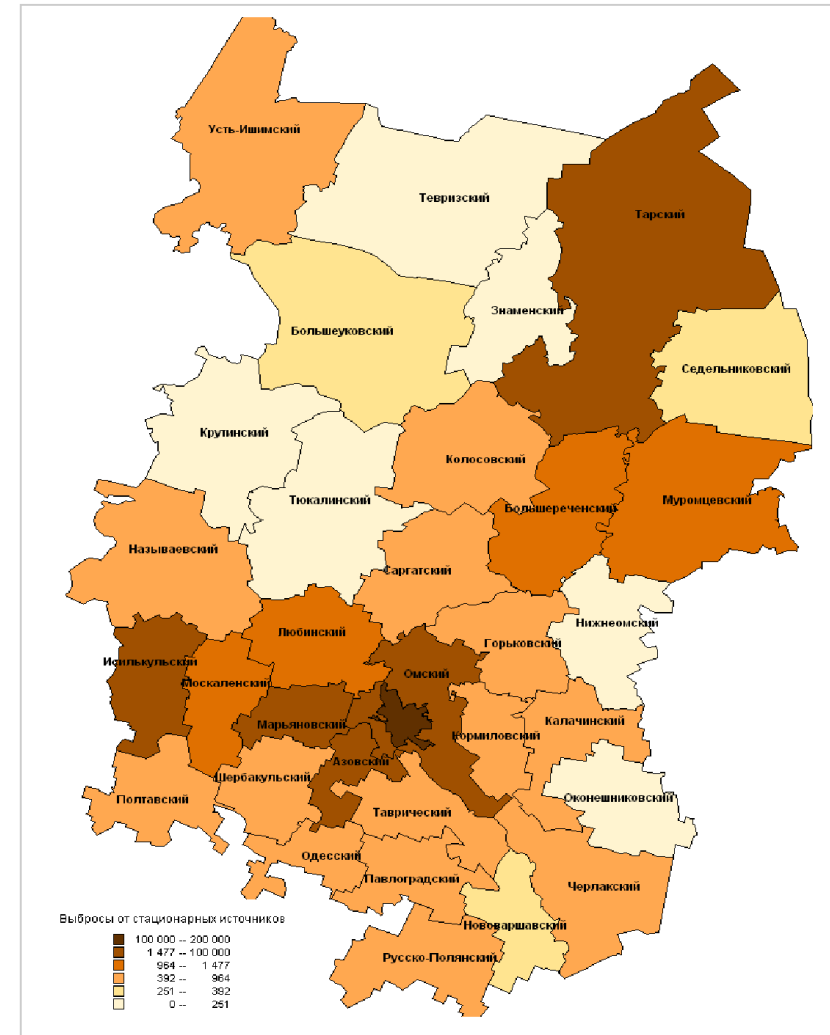 Усть-Ишимский
Тевризский
Тарский
Знаменский
Большеуковский
Седельниковский
Крутинский
Колосовский
Тюкалинский
Муромцевский
Большереченский
Называевский
Саргатский
Нижнеомский
Любинский
Горьковский
Исилькульский
Омский
Москаленский
Марьяновский
Калачинский
Кормиловский
Азовский
Шербакульский
Полтавский
Оконешниковский
Таврический
Одесский
Павлоградский
Черлакский
Нововаршавский
Русско-Полянский
Выбросы от стационарных источников
100 000 -- 200 000
1 477 -- 100 000
964 -- 1 477
392 -- 964
251 -- 392
0 -- 251